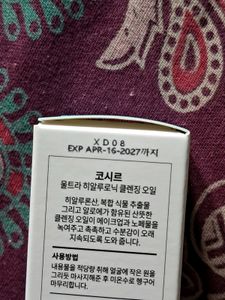 XD08
EXP APR-16-2027까지
코시르
울트라 히알루로닉 클렌징 오일
히알루론산, 복합 식물 추출물
그리고 알로에가 함유된 산뜻한
클렌징 오일이 메이크업과 노폐물을
녹여주고 촉촉하고 수분감이 오래
지속되도록 도와 줍니다.
사용방법
내용물을 적당량 취해 얼굴에 작은 원을
그리듯 마사지해준 후 미온수로 헹구어
마무리합니다.